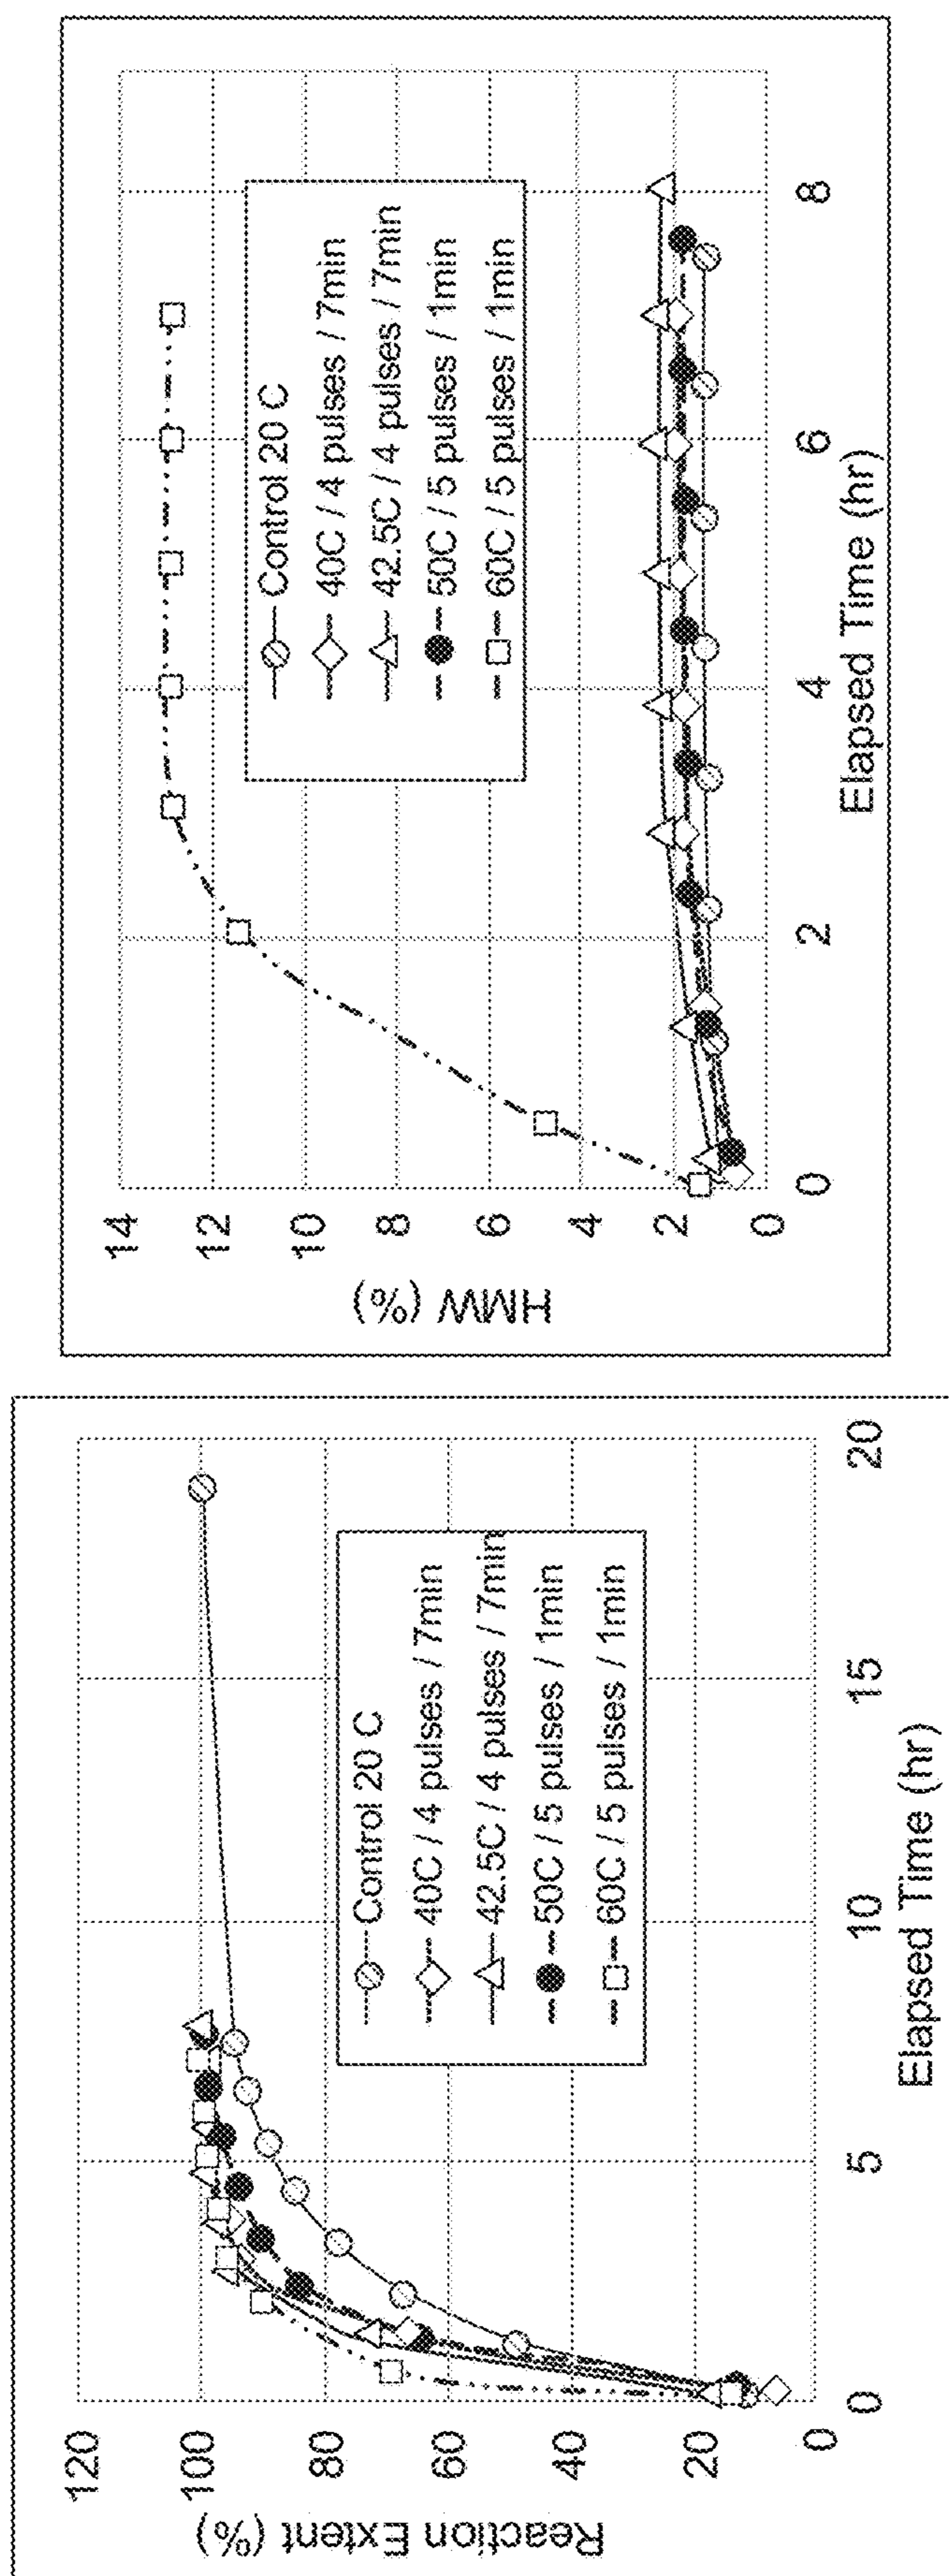 120
100
80
60
40
20
0
Reaction Extent (%)
Control 20 C
40C / 4 pulses / 7min
42.5C / 4 pulses / 7min
50C / 5 pulses / 1min
60C / 5 pulses / 1min
0
5
10
15
20
Elapsed Time (hr)
14
12
10
8
6
4
2
0
HMW (%)
Control 20 C
40C / 4 pulses / 7min
42.5C / 4 pulses / 7min
50C / 5 pulses / 1min
60C / 5 pulses / 1min
0
2
4
6
8
Elapsed Time (hr)